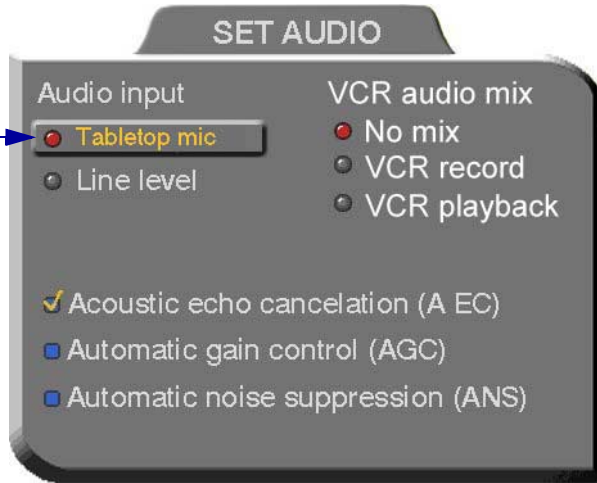 SET AUDIO
Audio input
Tabletop mic
Line level
VCR audio mix
No mix
VCR record
VCR playback
Acoustic echo cancelation (A EC)
Automatic gain control (AGC)
Automatic noise suppression (ANS)